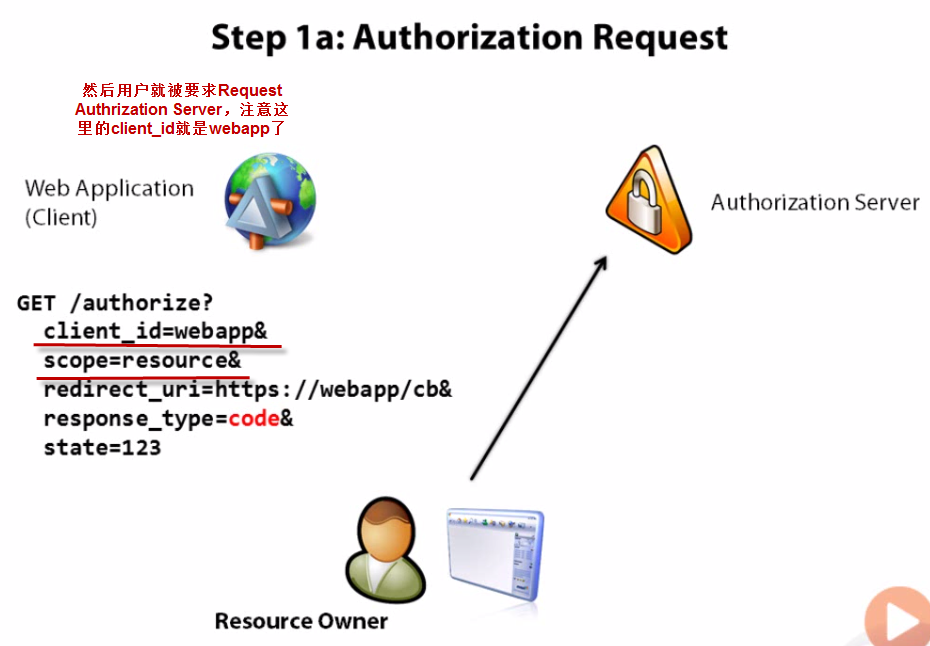 Step 1a: Authorization Request
然后用户就被要求Request
Authrization Server，注意这
里的client_id就是webapp了
Web Application
(Client)
Authorization Server
GET /authorize?
client_id=webapp&
scope=resource&
redirect_uri=https://webapp/cb&
response_type=code&
state=123
Resource Owner